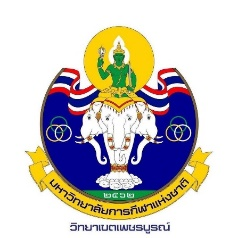 มหาวิทยาลัยการกีฬาแห่งชาติ
๒๕๖๒
วิทยาเขตเพชรบูรณ์